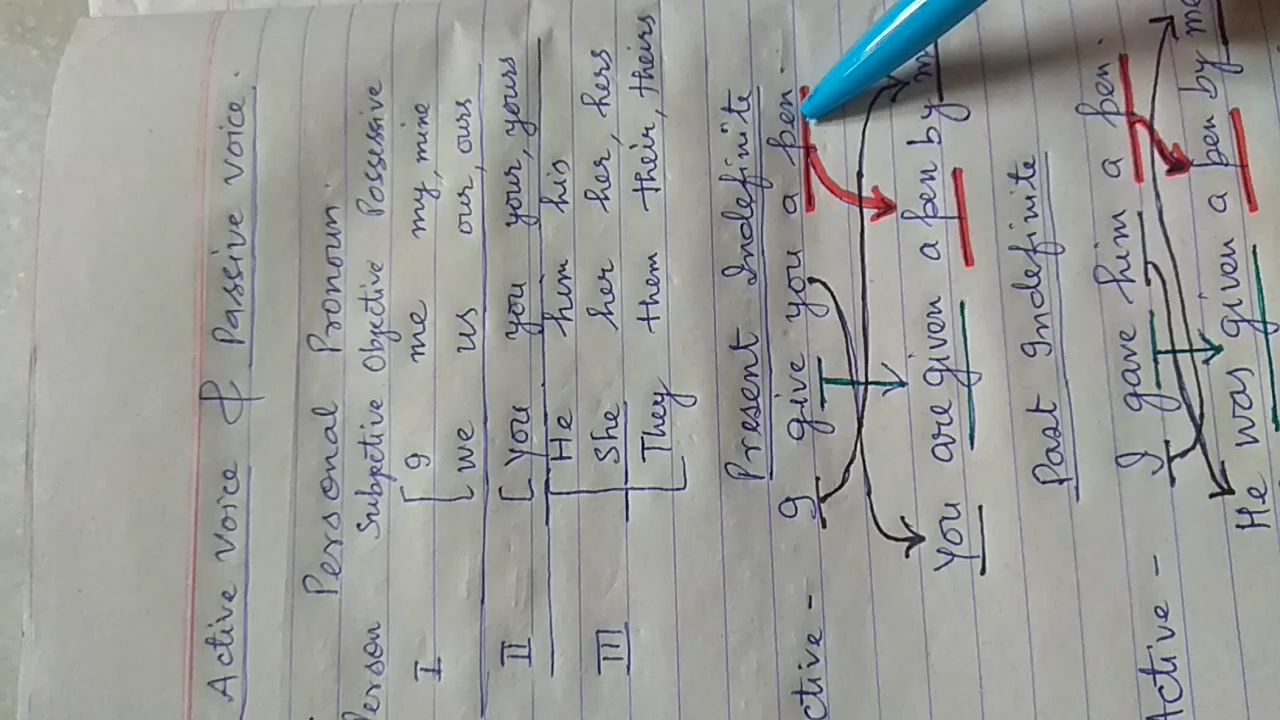 Active Voice & Passive Voice.
Personal Pronoun
Person Subjective Objective Possessive
I I me my, mine
we us our, ours
II You you your, yours
He him his
III She her her, hers
They them their, theirs
Present Indefinite
ctive - I give you a pen.
You are given a pen by
Past Indefinite
Active - I gave him a pen.
He was given a pen by me